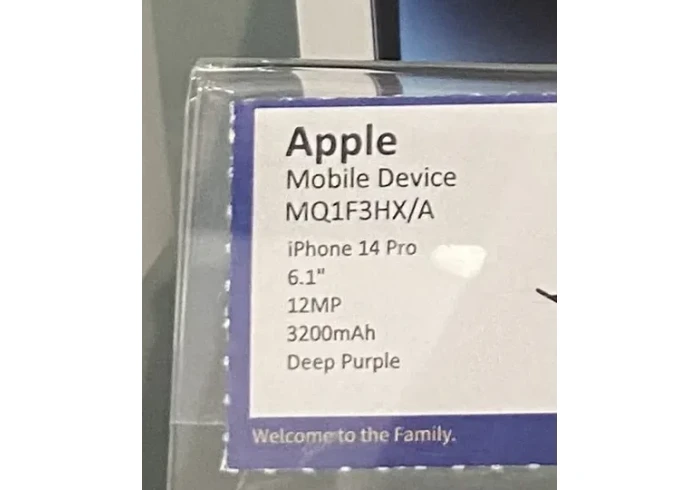 Apple
Mobile Device
MQ1F3HX/A
iPhone 14 Pro
6.1"
12MP
3200mAh
Deep Purple
Welcome to the Family.